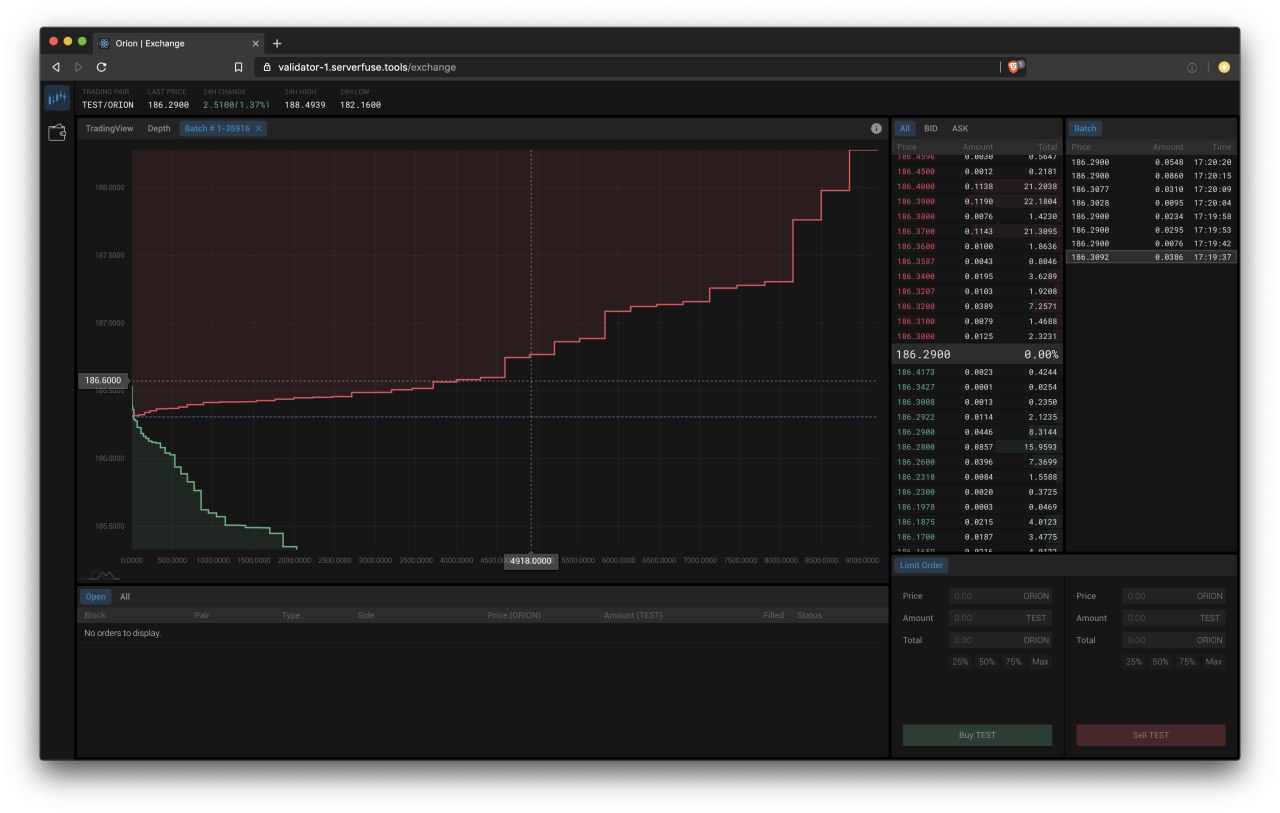 Orion | Exchange
validator-1.serverfuse.tools/exchange
1
TRADING PAIR LAST PRICE 24H CHANGE 24H HIGH 24H LOW
TEST/ORION 186.2900 2.5100(1.37%) 188.4939 182.1600
TradingView Depth Batch # 1-35916 ×
188.0000
187.5000
187.0000
186.6000
186.5000
186.0000
185.5000
0.0000 500.0000 1000.0000 1500.0000 2000.0000 2500.0000 3000.0000 3500.0000 4000.0000 4918.0000 5500.0000 6000.0000 6500.0000 7000.0000 7500.0000 8000.0000 8500.0000 9000.0000
All BID ASK
Price Amount Total
186.4596 0.0030 0.5647
186.4500 0.0012 0.2181
186.4000 0.1138 21.2038
186.3900 0.1190 22.1804
186.3800 0.0076 1.4230
186.3700 0.1143 21.3095
186.3600 0.0100 1.8636
186.3587 0.0043 0.8046
186.3400 0.0195 3.6289
186.3207 0.0103 1.9208
186.3200 0.0389 7.2571
186.3100 0.0079 1.4688
186.3000 0.0125 2.3231
186.2900 0.00%
186.4173 0.0023 0.4244
186.3427 0.0001 0.0254
186.3008 0.0013 0.2350
186.2922 0.0114 2.1235
186.2900 0.0446 8.3144
186.2800 0.0857 15.9593
186.2600 0.0396 7.3699
186.2318 0.0084 1.5588
186.2300 0.0020 0.3725
186.1978 0.0003 0.0469
186.1875 0.0215 4.0123
186.1700 0.0187 3.4775
Batch
Price Amount Time
186.2900 0.0548 17:20:20
186.2900 0.0860 17:20:15
186.3077 0.0310 17:20:09
186.3028 0.0095 17:20:04
186.2900 0.0234 17:19:58
186.2900 0.0295 17:19:53
186.2900 0.0076 17:19:42
186.3092 0.0386 17:19:37
Open All
Block Pair Type Side Price (ORION) Amount (TEST) Filled Status
No orders to display.
Limit Order
Price 0.00 ORION
Amount 0.00 TEST
Total 0.00 ORION
25% 50% 75% Max
Buy TEST
Price 0.00 ORION
Amount 0.00 TEST
Total 0.00 ORION
25% 50% 75% Max
Sell TEST